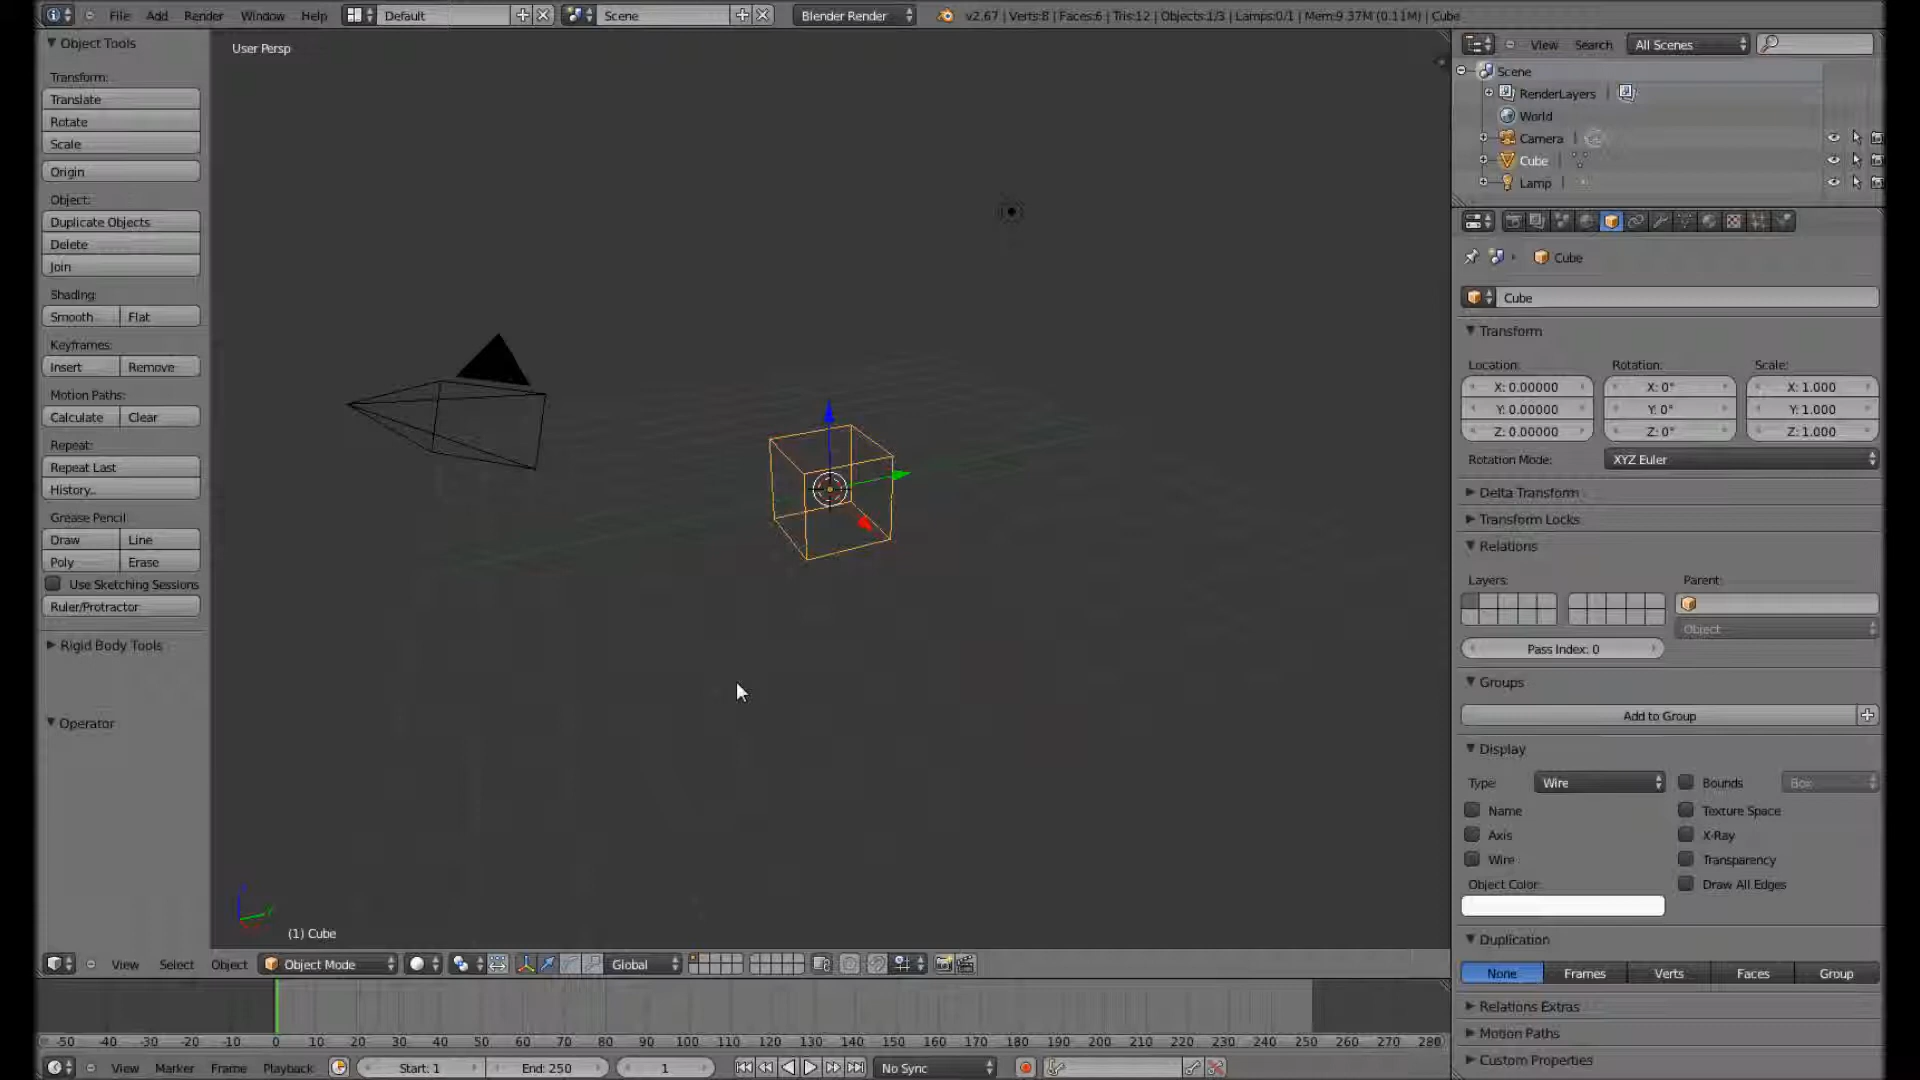 File Add Render Window Help Default Scene Blender Render v2.67 | Verts:8 | Faces:6 | Tris:12 | Objects:1/3 | Lamps:0/1 | Mem:9.37M (0.11M) | Cube
Object Tools
Transform:
Translate
Rotate
Scale
Origin
Object:
Duplicate Objects
Delete
Join
Shading:
Smooth Flat
Keyframes:
Insert Remove
Motion Paths:
Calculate Clear
Repeat:
Repeat Last
History...
Grease Pencil:
Draw Line
Poly Erase
Use Sketching Sessions
Ruler/Protractor
Rigid Body Tools
Operator
User Persp
(1) Cube
View Search All Scenes
Scene
RenderLayers
World
Camera
Cube
Lamp
Cube
Cube
Transform
Location: Rotation: Scale:
X: 0.00000 X: 0° X: 1.000
Y: 0.00000 Y: 0° Y: 1.000
Z: 0.00000 Z: 0° Z: 1.000
Rotation Mode: XYZ Euler
Delta Transform
Transform Locks
Relations
Layers: Parent:
Object
Pass Index: 0
Groups
Add to Group
Display
Type: Wire Bounds Box
Name Texture Space
Axis X-Ray
Wire Transparency
Object Color: Draw All Edges
Duplication
None Frames Verts Faces Group
Relations Extras
Motion Paths
Custom Properties
View Select Object Object Mode Global
-50 -40 -30 -20 -10 0 10 20 30 40 50 60 70 80 90 100 110 120 130 140 150 160 170 180 190 200 210 220 230 240 250 260 270 280
View Marker Frame Playback Start: 1 End: 250 1 No Sync